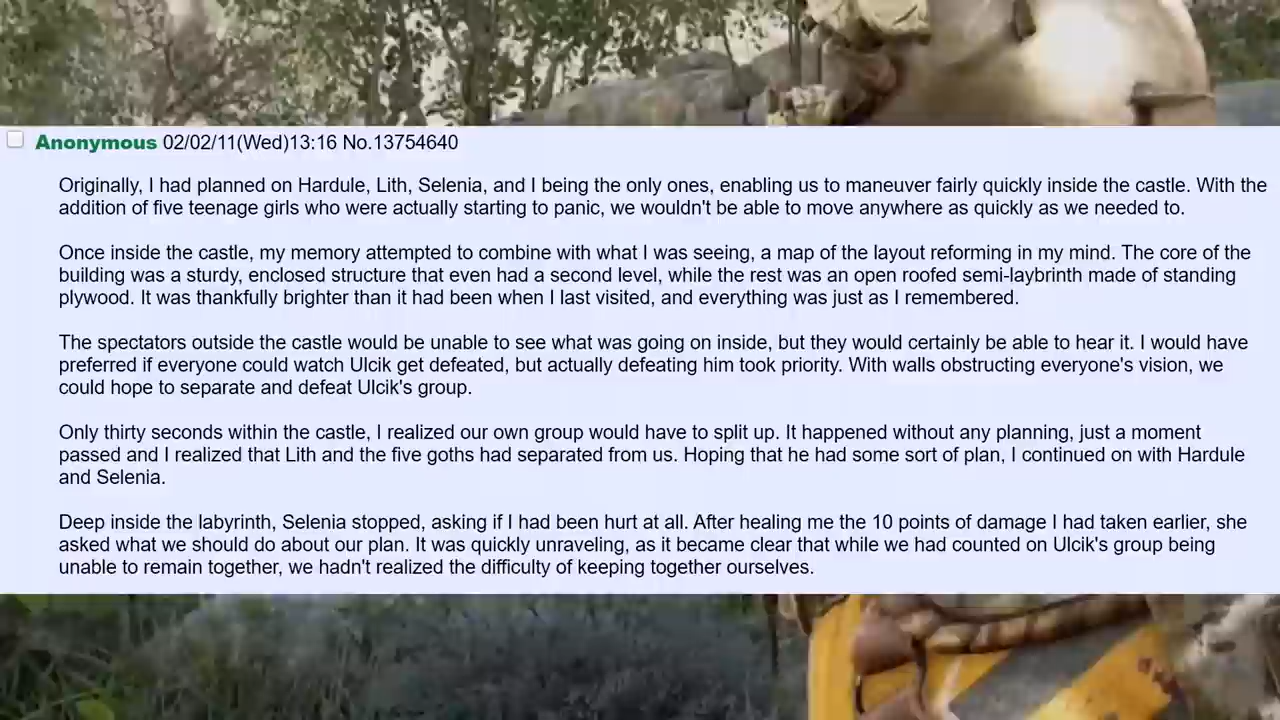 Anonymous 02/02/11(Wed)13:16 No.13754640
Originally, I had planned on Hardule, Lith, Selenia, and I being the only ones, enabling us to maneuver fairly quickly inside the castle. With the
addition of five teenage girls who were actually starting to panic, we wouldn't be able to move anywhere as quickly as we needed to.
Once inside the castle, my memory attempted to combine with what I was seeing, a map of the layout reforming in my mind. The core of the
building was a sturdy, enclosed structure that even had a second level, while the rest was an open roofed semi-laybrinth made of standing
plywood. It was thankfully brighter than it had been when I last visited, and everything was just as I remembered.
The spectators outside the castle would be unable to see what was going on inside, but they would certainly be able to hear it. I would have
preferred if everyone could watch Ulcik get defeated, but actually defeating him took priority. With walls obstructing everyone's vision, we
could hope to separate and defeat Ulcik's group.
Only thirty seconds within the castle, I realized our own group would have to split up. It happened without any planning, just a moment
passed and I realized that Lith and the five goths had separated from us. Hoping that he had some sort of plan, I continued on with Hardule
and Selenia.
Deep inside the labyrinth, Selenia stopped, asking if I had been hurt at all. After healing me the 10 points of damage I had taken earlier, she
asked what we should do about our plan. It was quickly unraveling, as it became clear that while we had counted on Ulcik's group being
unable to remain together, we hadn't realized the difficulty of keeping together ourselves.